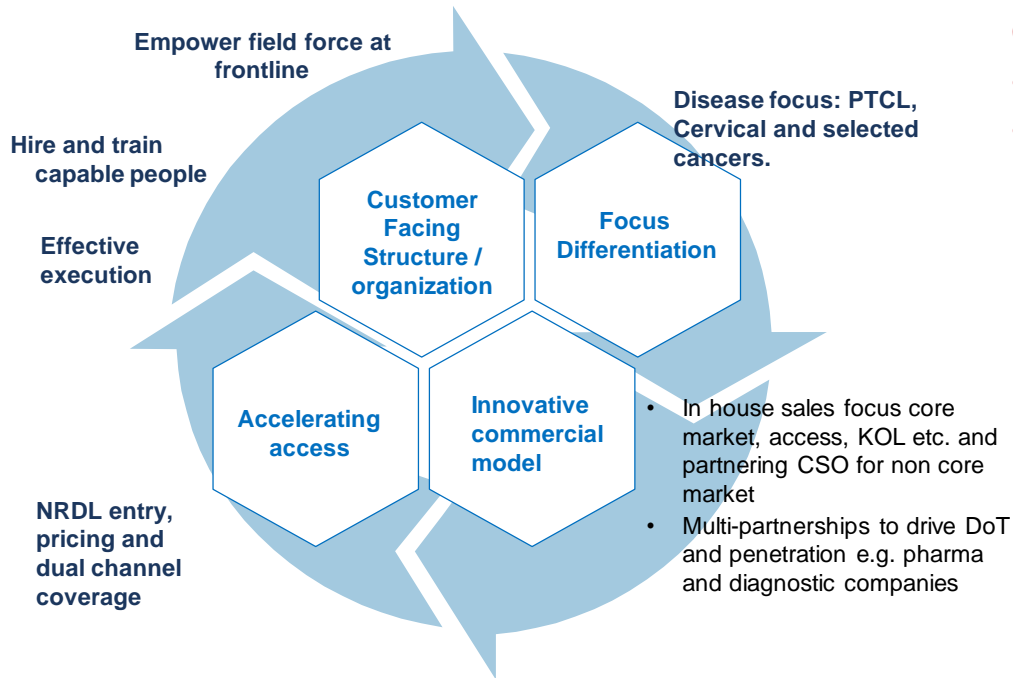 Empower field force at
frontline
Disease focus: PTCL,
Cervical and selected
cancers.
Hire and train
capable people
Effective
execution
Customer
Facing
Structure /
organization
Focus
Differentiation
Accelerating
access
Innovative
commercial
model
• In house sales focus core
market, access, KOL etc. and
partnering CSO for non core
market
• Multi-partnerships to drive DoT
and penetration e.g. pharma
and diagnostic companies
NRDL entry,
pricing and
dual channel
coverage